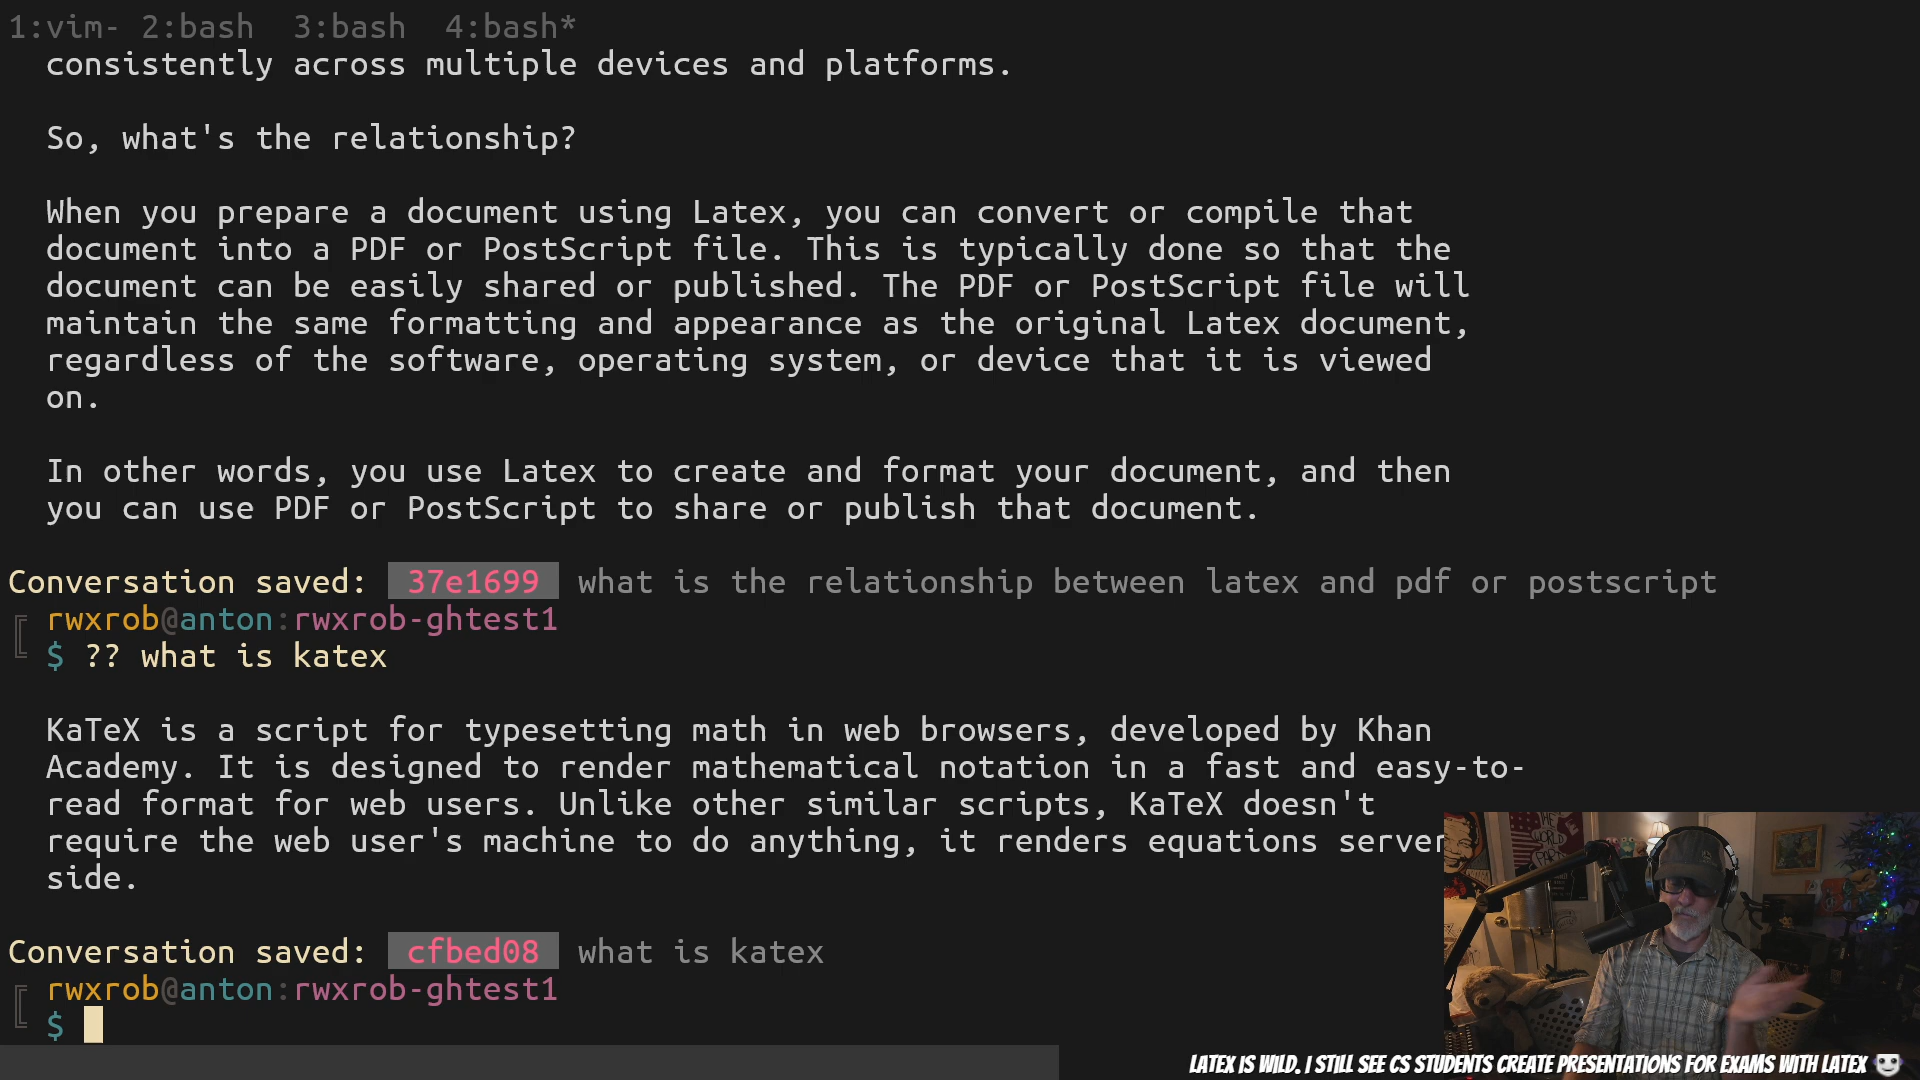 1:vim- 2:bash  3:bash  4:bash*
consistently across multiple devices and platforms.
So, what's the relationship?
When you prepare a document using Latex, you can convert or compile that
document into a PDF or PostScript file. This is typically done so that the
document can be easily shared or published. The PDF or PostScript file will
maintain the same formatting and appearance as the original Latex document,
regardless of the software, operating system, or device that it is viewed
on.
In other words, you use Latex to create and format your document, and then
you can use PDF or PostScript to share or publish that document.
Conversation saved: 37e1699 what is the relationship between latex and pdf or postscript
rwxrob@anton:rwxrob-ghtest1
$ ?? what is katex
KaTeX is a script for typesetting math in web browsers, developed by Khan
Academy. It is designed to render mathematical notation in a fast and easy-to-
read format for web users. Unlike other similar scripts, KaTeX doesn't
require the web user's machine to do anything, it renders equations server
side.
Conversation saved: cfbed08 what is katex
rwxrob@anton:rwxrob-ghtest1
$
LATEX IS WILD. I STILL SEE CS STUDENTS CREATE PRESENTATIONS FOR EXAMS WITH LATEX